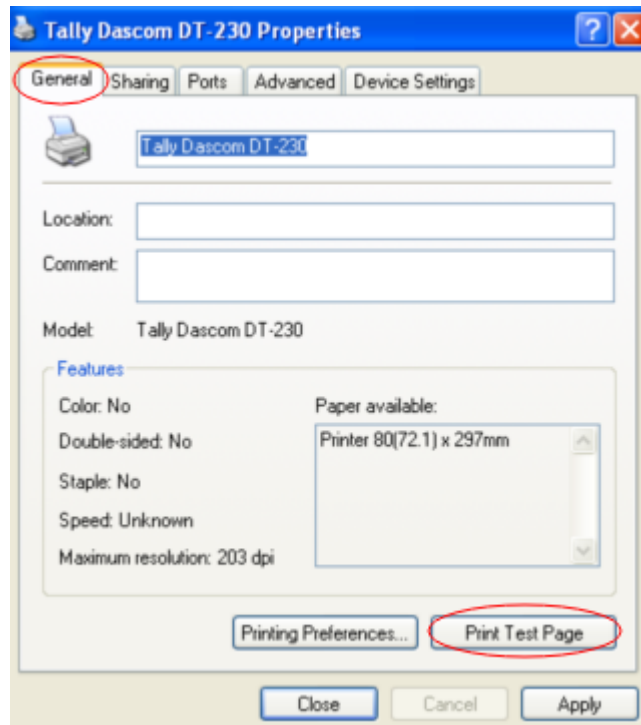 Tally Dascom DT-230 Properties
General Sharing Ports Advanced Device Settings
Tally Dascom DT-230
Location:
Comment:
Model: Tally Dascom DT-230
Features
Color: No
Paper available:
Double-sided: No
Printer 80(72.1) x 297mm
Staple: No
Speed: Unknown
Maximum resolution: 203 dpi
Printing Preferences... Print Test Page
Close Cancel Apply